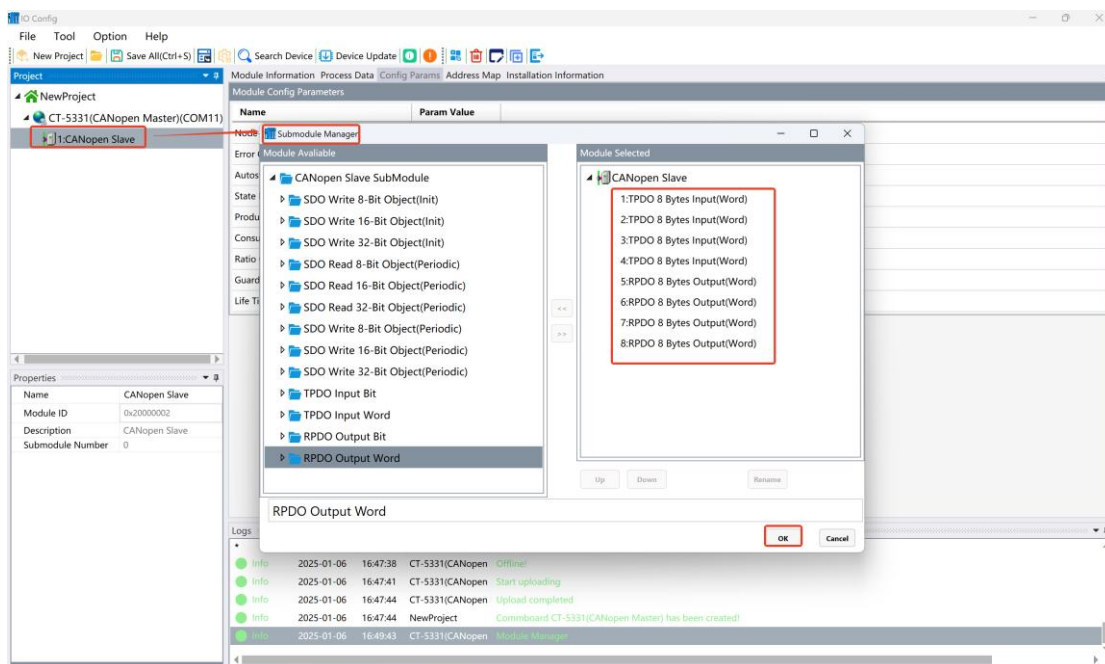 IO Config
File Tool Option Help
New Project Save All(Ctrl+S) Search Device Device Update
Project
NewProject
CT-5331(CANopen Master)(COM11)
1:CANopen Slave
Module Information Process Data Config Params Address Map Installation Information
Module Config Parameters
Name Param Value
Node
Error
Autos
State
Produ
Consu
Ratio
Guard
Life Ti
Submodule Manager
Module Avaliable
CANopen Slave SubModule
SDO Write 8-Bit Object(Init)
SDO Write 16-Bit Object(Init)
SDO Write 32-Bit Object(Init)
SDO Read 8-Bit Object(Periodic)
SDO Read 16-Bit Object(Periodic)
SDO Read 32-Bit Object(Periodic)
SDO Write 8-Bit Object(Periodic)
SDO Write 16-Bit Object(Periodic)
SDO Write 32-Bit Object(Periodic)
TPDO Input Bit
TPDO Input Word
RPDO Output Bit
RPDO Output Word
<<
>>
Module Selected
CANopen Slave
1:TPDO 8 Bytes Input(Word)
2:TPDO 8 Bytes Input(Word)
3:TPDO 8 Bytes Input(Word)
4:TPDO 8 Bytes Input(Word)
5:RPDO 8 Bytes Output(Word)
6:RPDO 8 Bytes Output(Word)
7:RPDO 8 Bytes Output(Word)
8:RPDO 8 Bytes Output(Word)
Up Down Rename
RPDO Output Word
OK Cancel
Properties
Name CANopen Slave
Module ID 0x20000002
Description CANopen Slave
Submodule Number 0
Logs
Info 2025-01-06 16:47:38 CT-5331(CANopen Offline!
Info 2025-01-06 16:47:41 CT-5331(CANopen Start uploading
Info 2025-01-06 16:47:44 CT-5331(CANopen Upload completed
Info 2025-01-06 16:47:44 NewProject Commboard CT-5331(CANopen Master) has been created!
Info 2025-01-06 16:49:43 CT-5331(CANopen Module Manager